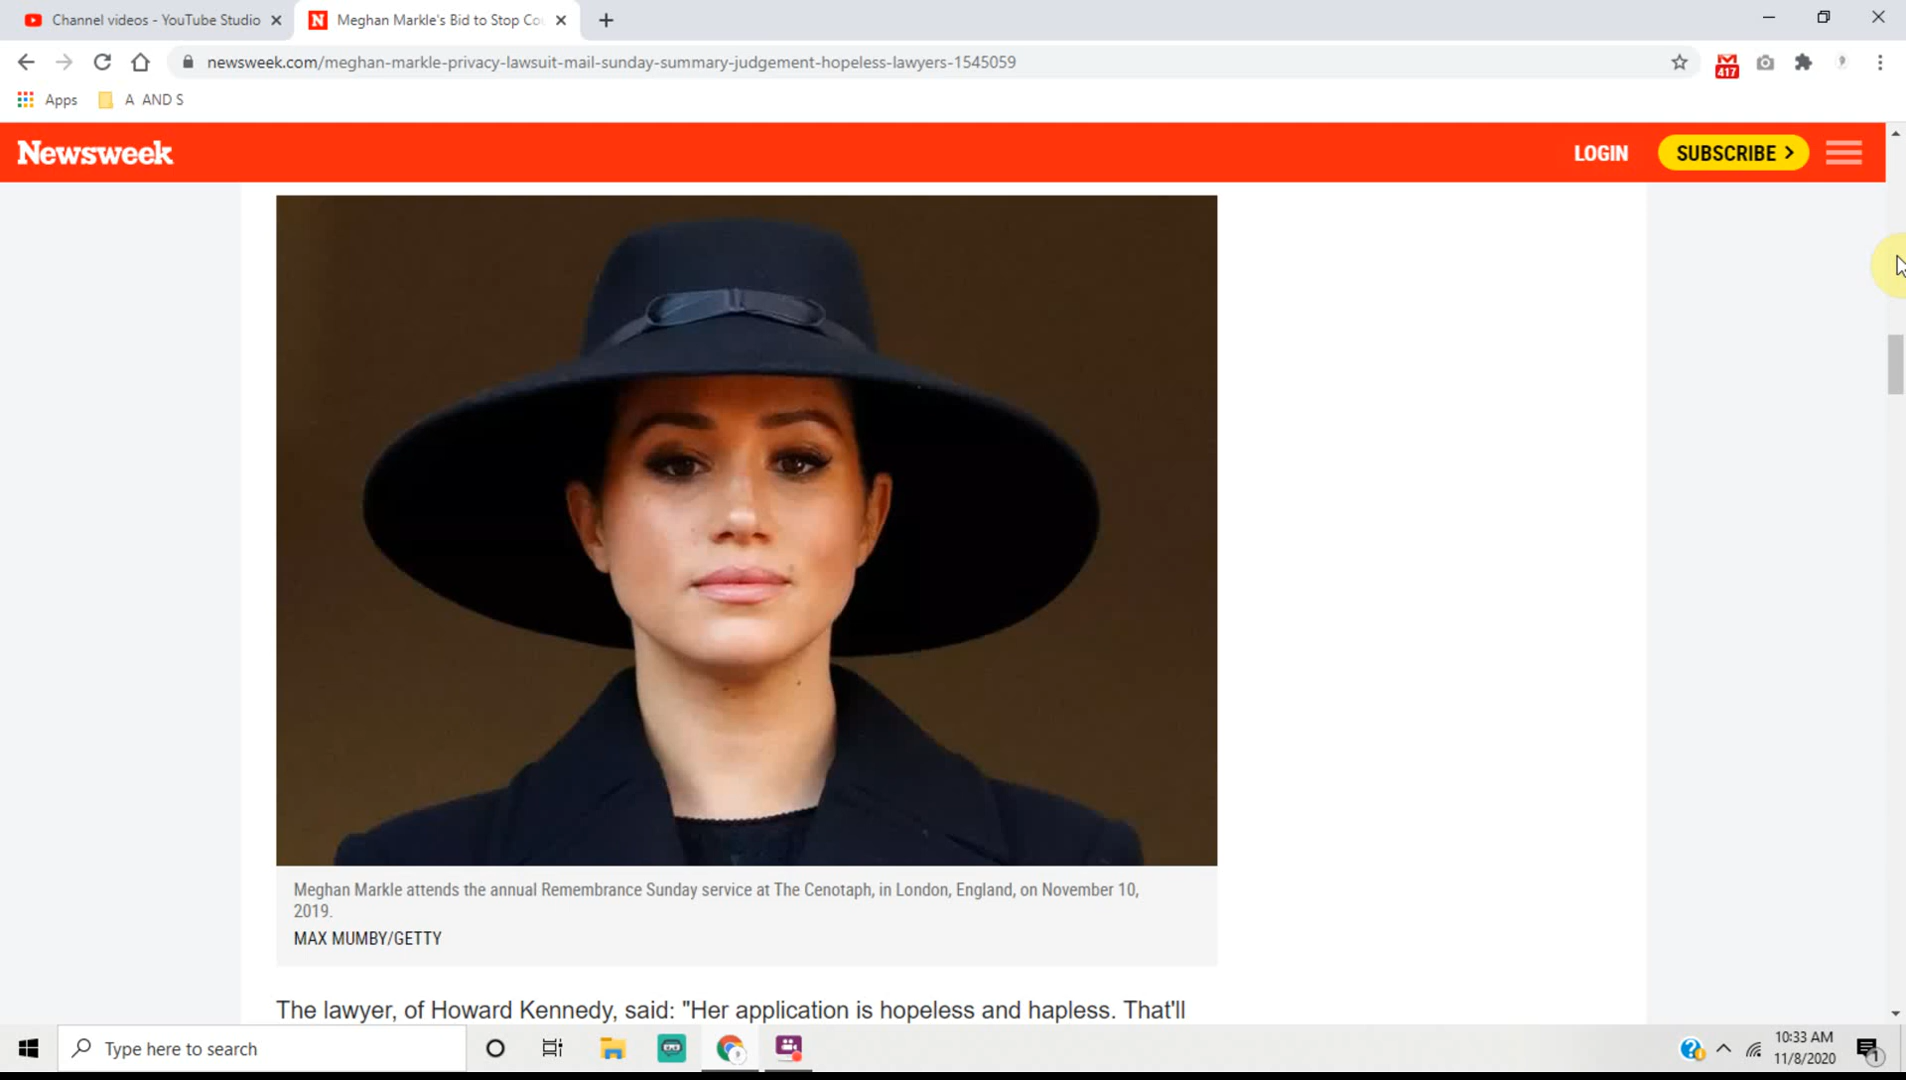 Channel videos - YouTube Studio
Meghan Markle's Bid to Stop Co
newsweek.com/meghan-markle-privacy-lawsuit-mail-sunday-summary-judgement-hopeless-lawyers-1545059
417
Apps
A AND S
Newsweek
LOGIN
SUBSCRIBE
Meghan Markle attends the annual Remembrance Sunday service at The Cenotaph, in London, England, on November 10,
2019.
MAX MUMBY/GETTY
The lawyer, of Howard Kennedy, said: "Her application is hopeless and hapless. That'll
Type here to search
10:33 AM
11/8/2020
1